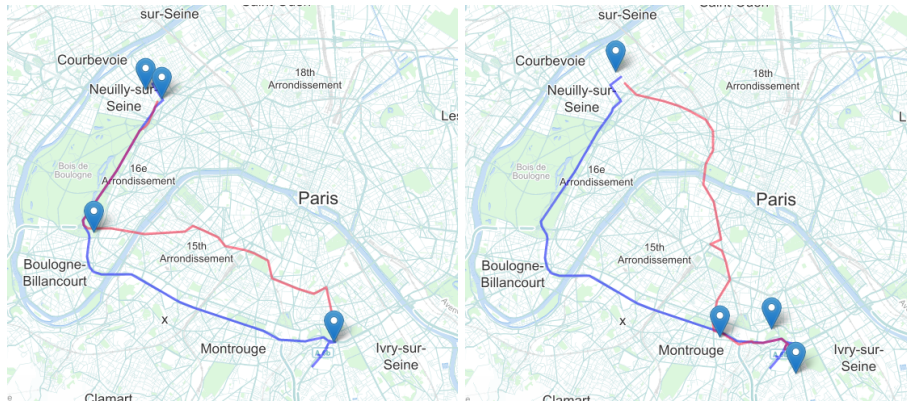 sur-Seine
Courbevoie
18th
Arrondissement
Neuilly-sur-
Seine
Bois de
Boulogne
16e
Arrondissement
Paris
15th
Arrondissement
Boulogne-
Billancourt
x
Montrouge
Ivry-sur-
Seine
Clamart
e
sur-Seine
Courbevoie
18th
Arrondissement
Neuilly-sur-
Seine
Bois de
Boulogne
16e
Arrondissement
Paris
15th
Arrondissement
Boulogne-
Billancourt
x
Montrouge
Ivry-sur-
Seine
Clamart
e